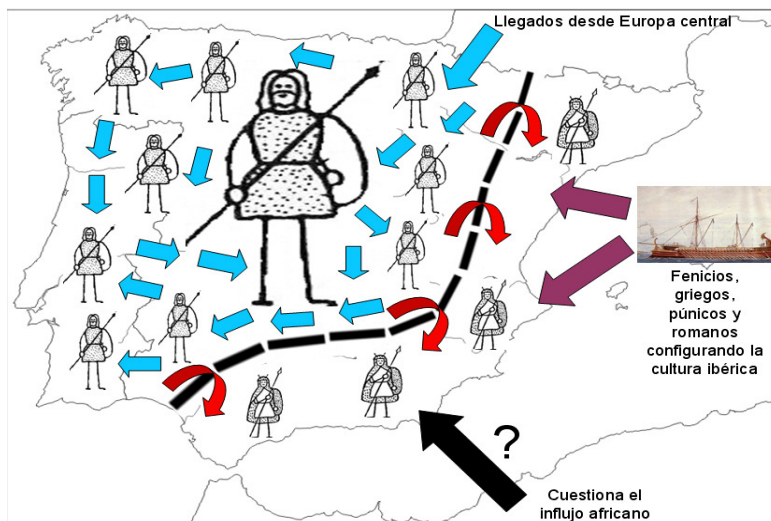 Llegados desde Europa central
Fenicios,
griegos,
púnicos y
romanos
configurando la
cultura ibérica
?
Cuestiona el
influjo africano